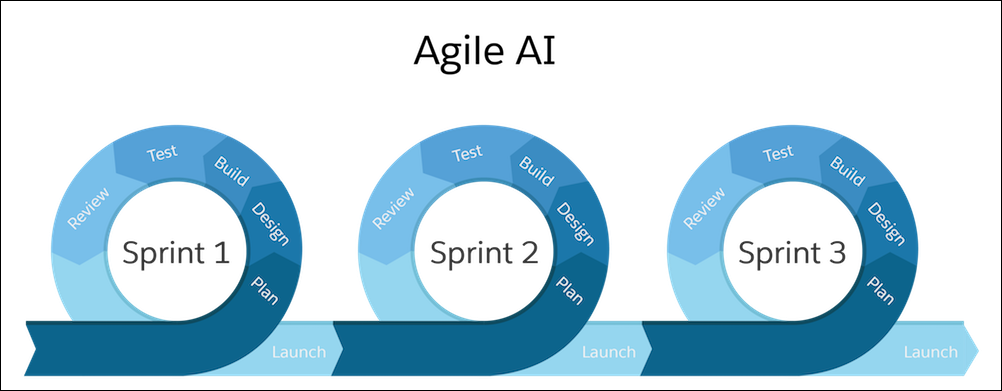 Agile AI
Sprint 1
Plan
Design
Build
Test
Review
Launch
Sprint 2
Plan
Design
Build
Test
Review
Launch
Sprint 3
Plan
Design
Build
Test
Review
Launch